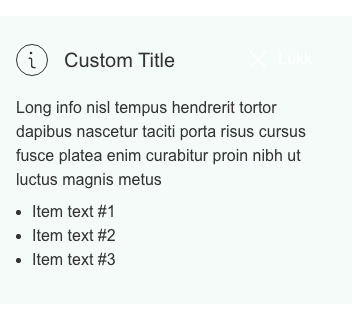 Custom Title
Lukk
Long info nisl tempus hendrerit tortor
dapibus nascetur taciti porta risus cursus
fusce platea enim curabitur proin nibh ut
luctus magnis metus
Item text #1
Item text #2
Item text #3